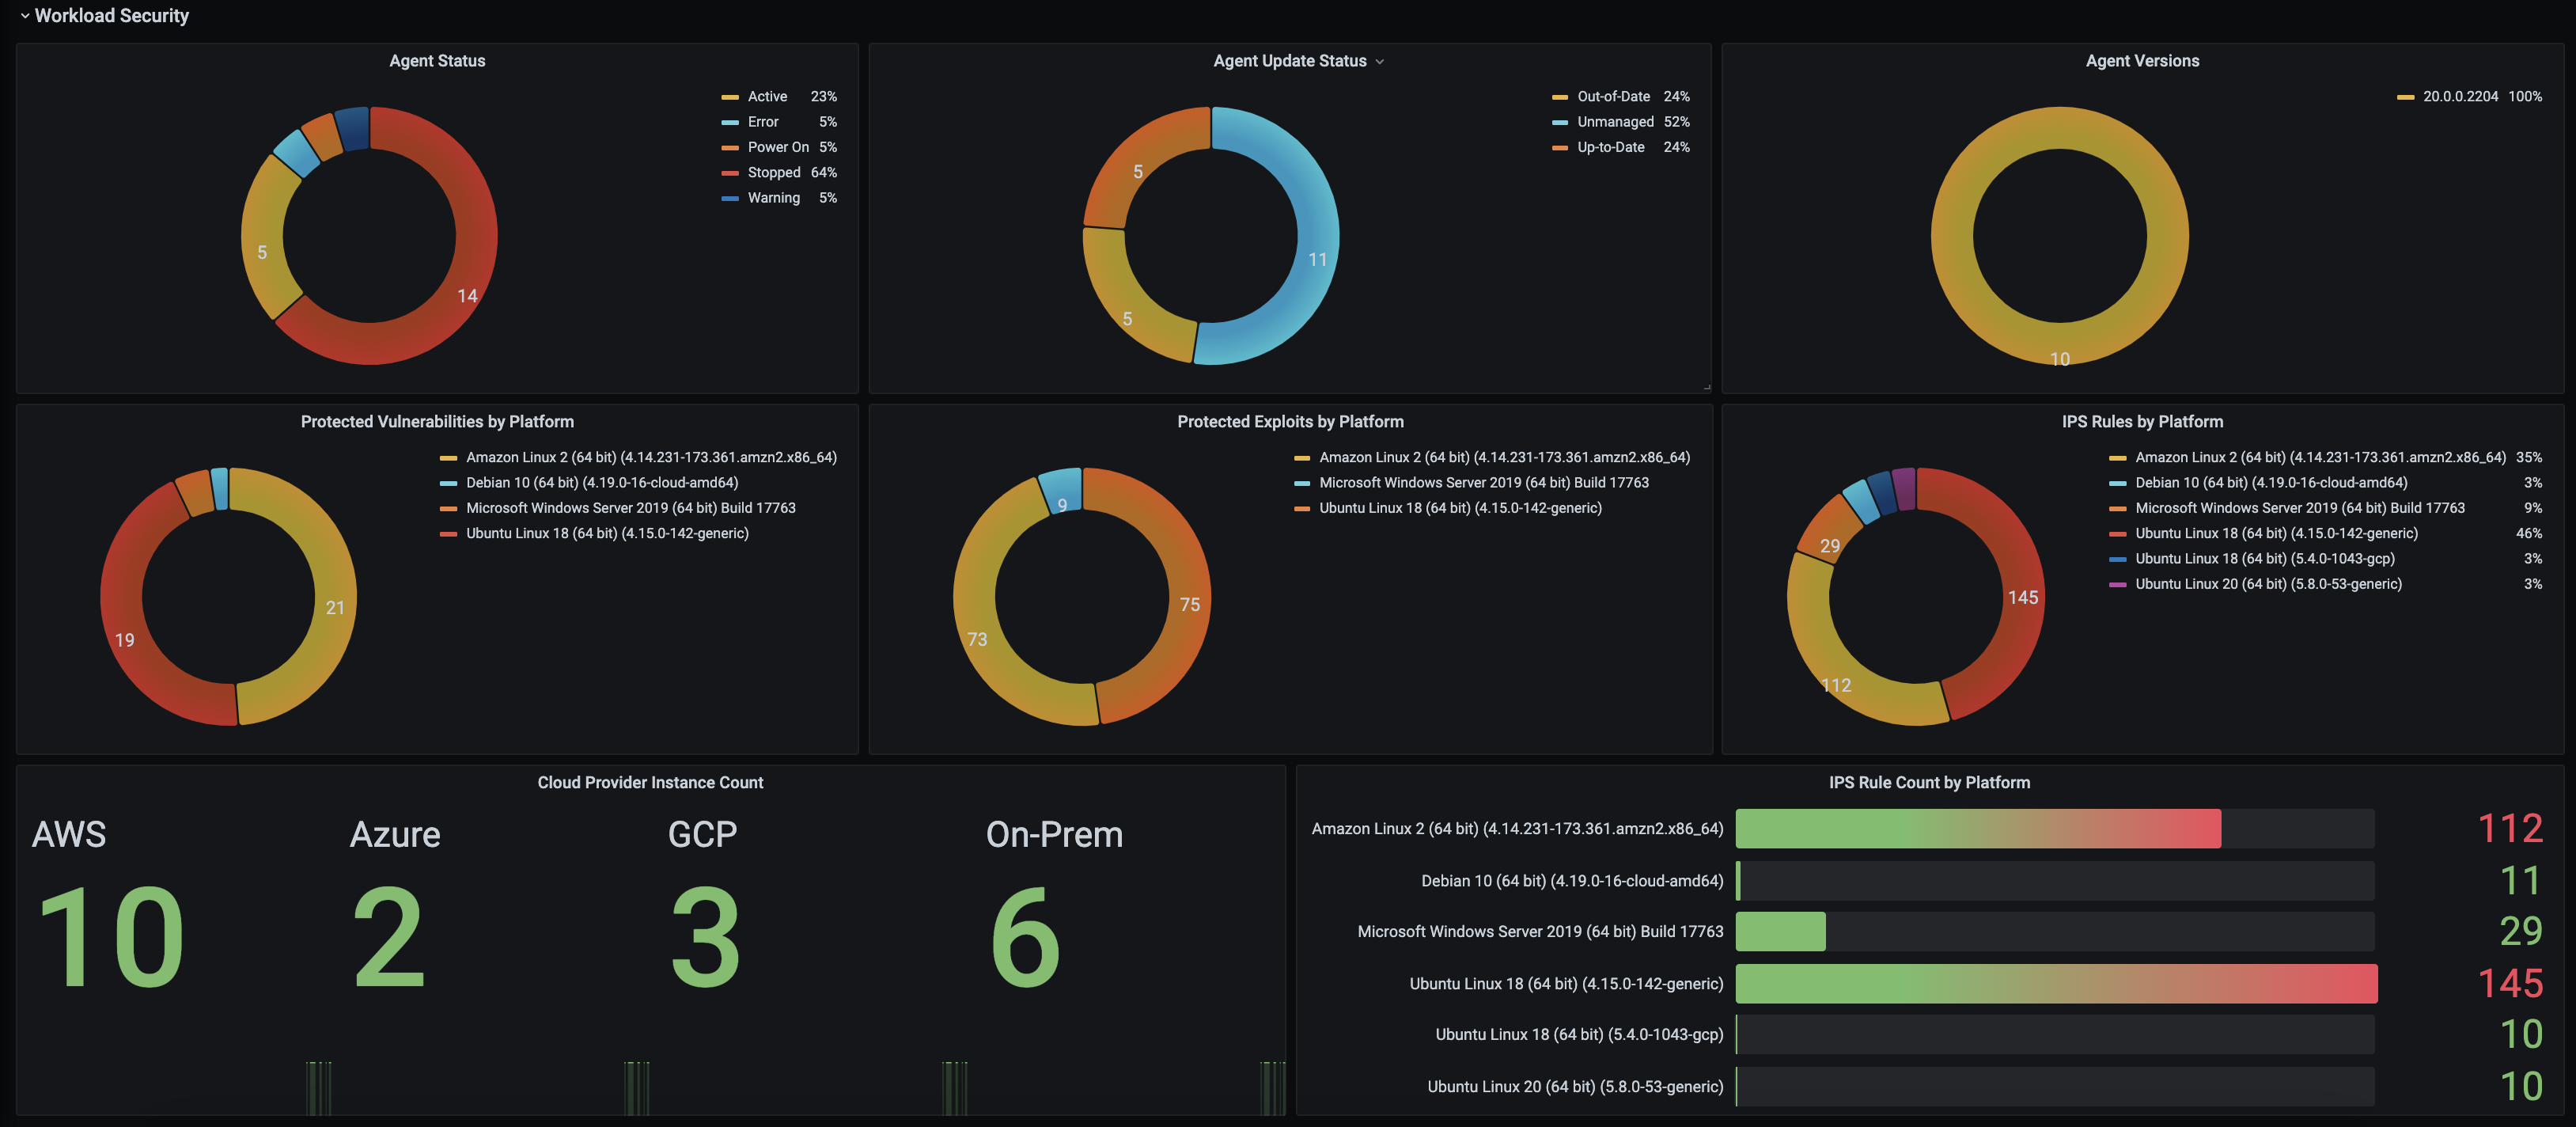 Workload Security
Agent Status
Active 23%
Error 5%
Power On 5%
Stopped 64%
Warning 5%
5
14
Agent Update Status
Out-of-Date 24%
Unmanaged 52%
Up-to-Date 24%
5
11
5
Agent Versions
20.0.0.2204 100%
10
Protected Vulnerabilities by Platform
Amazon Linux 2 (64 bit) (4.14.231-173.361.amzn2.x86_64)
Debian 10 (64 bit) (4.19.0-16-cloud-amd64)
Microsoft Windows Server 2019 (64 bit) Build 17763
Ubuntu Linux 18 (64 bit) (4.15.0-142-generic)
21
19
Protected Exploits by Platform
Amazon Linux 2 (64 bit) (4.14.231-173.361.amzn2.x86_64)
Microsoft Windows Server 2019 (64 bit) Build 17763
Ubuntu Linux 18 (64 bit) (4.15.0-142-generic)
9
75
73
IPS Rules by Platform
Amazon Linux 2 (64 bit) (4.14.231-173.361.amzn2.x86_64) 35%
Debian 10 (64 bit) (4.19.0-16-cloud-amd64) 3%
Microsoft Windows Server 2019 (64 bit) Build 17763 9%
Ubuntu Linux 18 (64 bit) (4.15.0-142-generic) 46%
Ubuntu Linux 18 (64 bit) (5.4.0-1043-gcp) 3%
Ubuntu Linux 20 (64 bit) (5.8.0-53-generic) 3%
29
145
112
Cloud Provider Instance Count
AWS
10
Azure
2
GCP
3
On-Prem
6
IPS Rule Count by Platform
Amazon Linux 2 (64 bit) (4.14.231-173.361.amzn2.x86_64) 112
Debian 10 (64 bit) (4.19.0-16-cloud-amd64) 11
Microsoft Windows Server 2019 (64 bit) Build 17763 29
Ubuntu Linux 18 (64 bit) (4.15.0-142-generic) 145
Ubuntu Linux 18 (64 bit) (5.4.0-1043-gcp) 10
Ubuntu Linux 20 (64 bit) (5.8.0-53-generic) 10